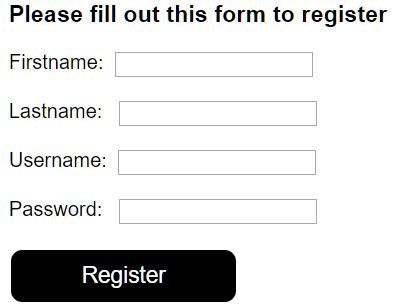 Please fill out this form to register
Firstname:
Lastname:
Username:
Password:
Register